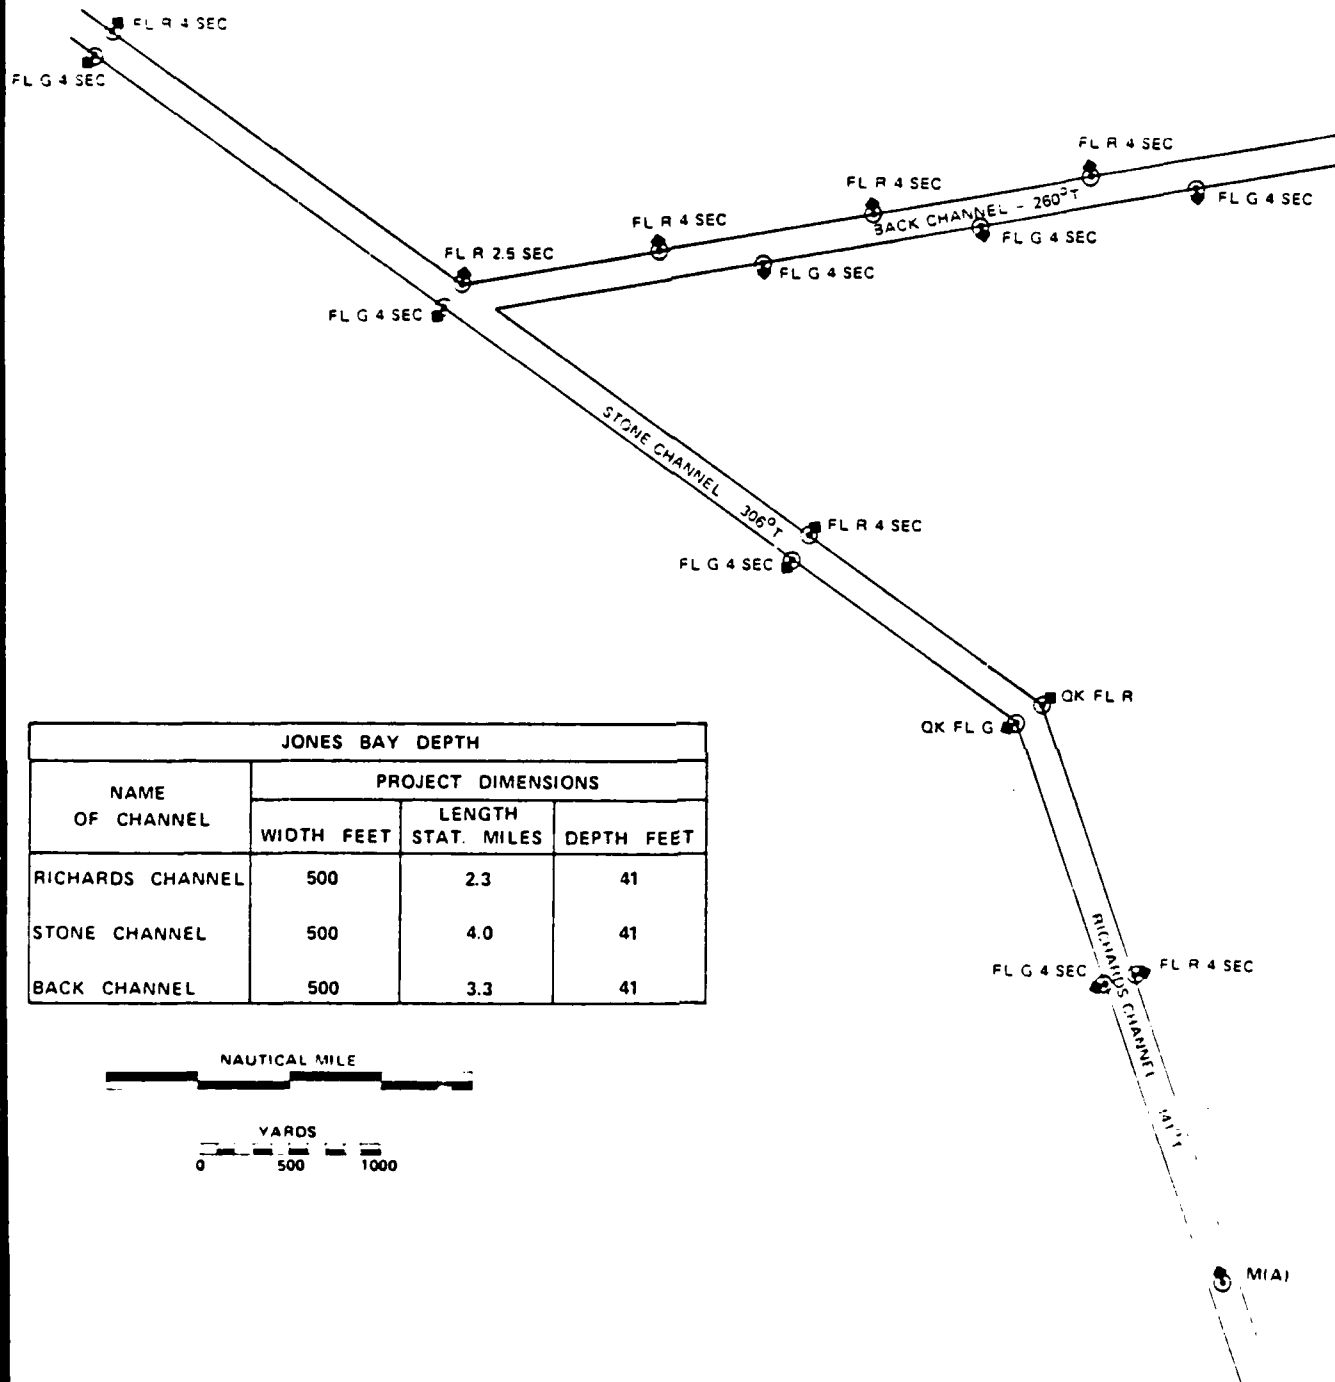 FL R 4 SEC
FL G 4 SEC
FL R 4 SEC
FL R 4 SEC
FL G 4 SEC
FL R 4 SEC
BACK CHANNEL - 260°T
FL G 4 SEC
FL R 2.5 SEC
FL G 4 SEC
FL G 4 SEC
STONE CHANNEL 306°T
FL R 4 SEC
FL G 4 SEC
QK FL R
QK FL G
JONES BAY DEPTH
NAME OF CHANNEL
PROJECT DIMENSIONS
WIDTH FEET
LENGTH STAT. MILES
DEPTH FEET
RICHARDS CHANNEL 500 2.3 41
STONE CHANNEL 500 4.0 41
BACK CHANNEL 500 3.3 41
FL G 4 SEC
FL R 4 SEC
RICHARDS CHANNEL 141°T
NAUTICAL MILE
YARDS
0 500 1000
M(A)